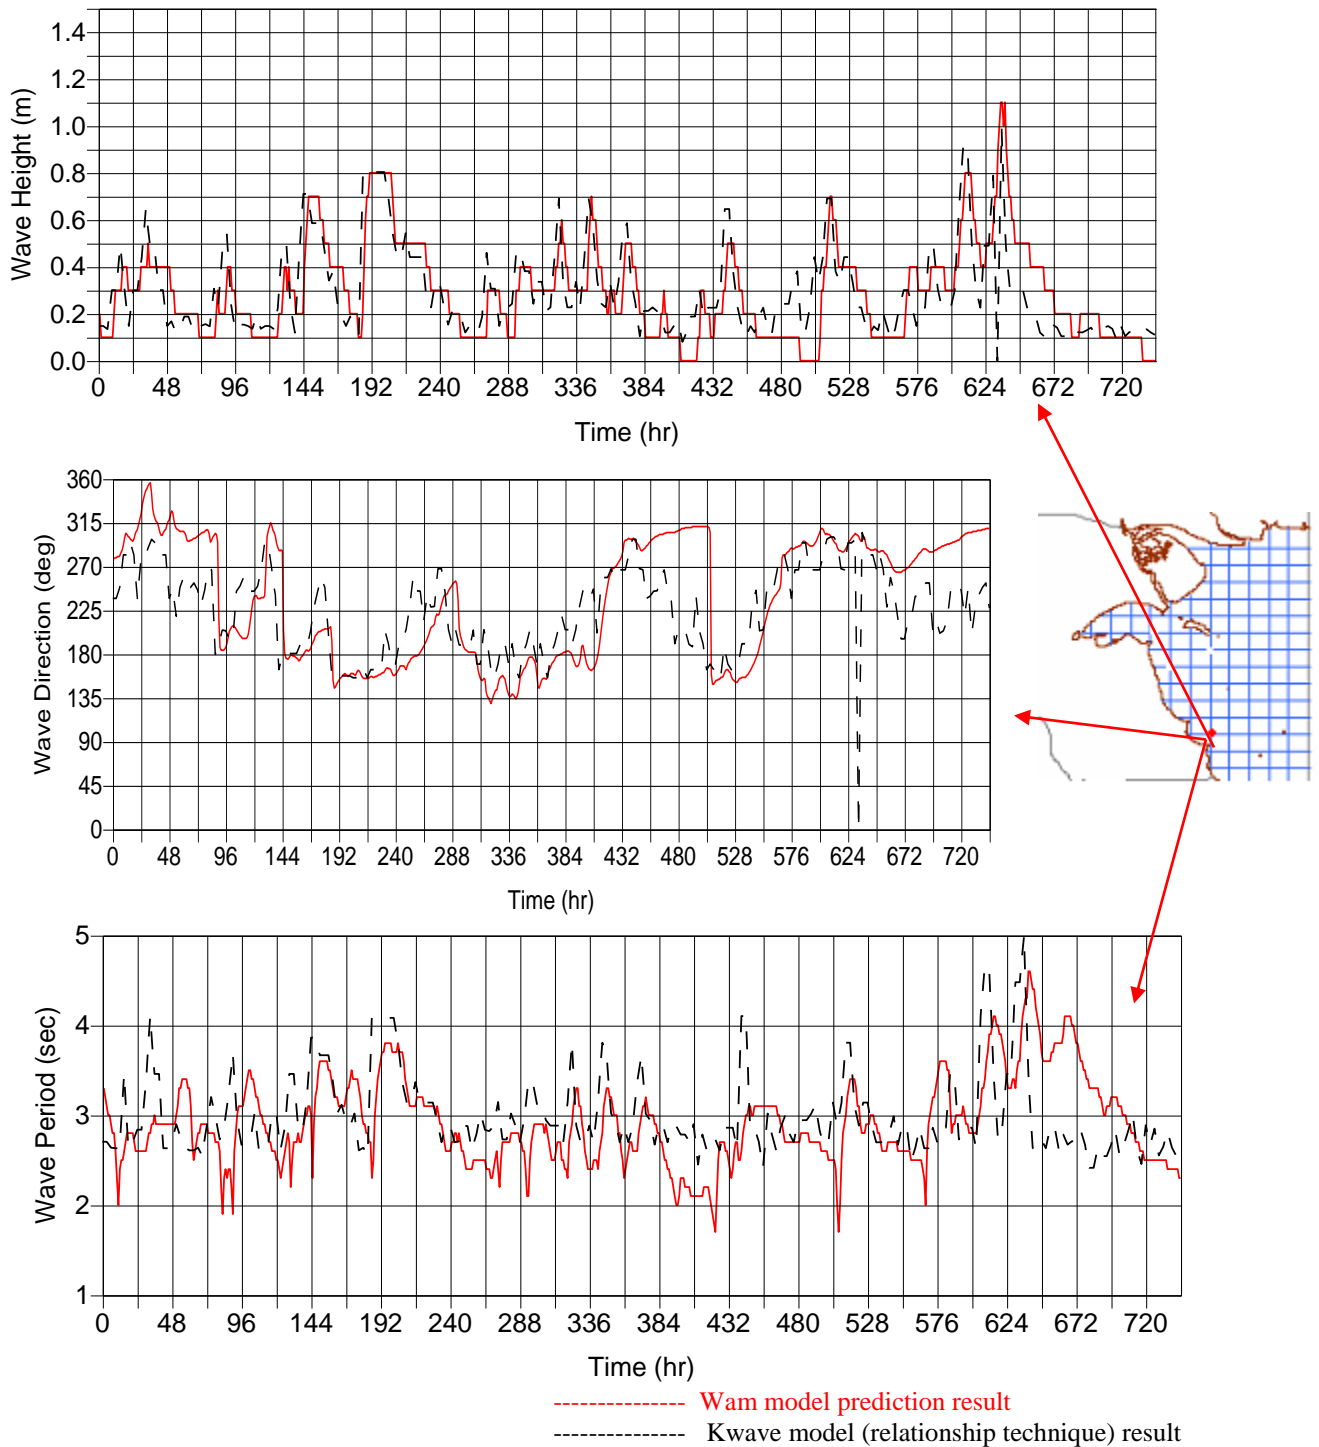 1.4
1.2
1.0
0.8
0.6
0.4
0.2
0.0
Wave Height (m)
0 48 96 144 192 240 288 336 384 432 480 528 576 624 672 720
Time (hr)
360
315
270
225
180
135
90
45
0
Wave Direction (deg)
0 48 96 144 192 240 288 336 384 432 480 528 576 624 672 720
Time (hr)
5
4
3
2
1
Wave Period (sec)
0 48 96 144 192 240 288 336 384 432 480 528 576 624 672 720
Time (hr)
Wam model prediction result
Kwave model (relationship technique) result